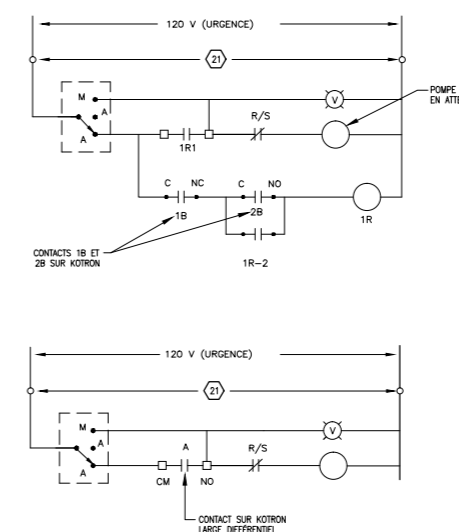 120 V (URGENCE)
21
M
A
A
V
R/S
POMPE
EN ATTE
1R1
C
NC
C
NO
1B
2B
1R
CONTACTS 1B ET
2B SUR KOTRON
1R-2
120 V (URGENCE)
21
M
A
A
V
A
R/S
CM
NO
CONTACT SUR KOTRON
LARGE DIFFÉRENTIEL